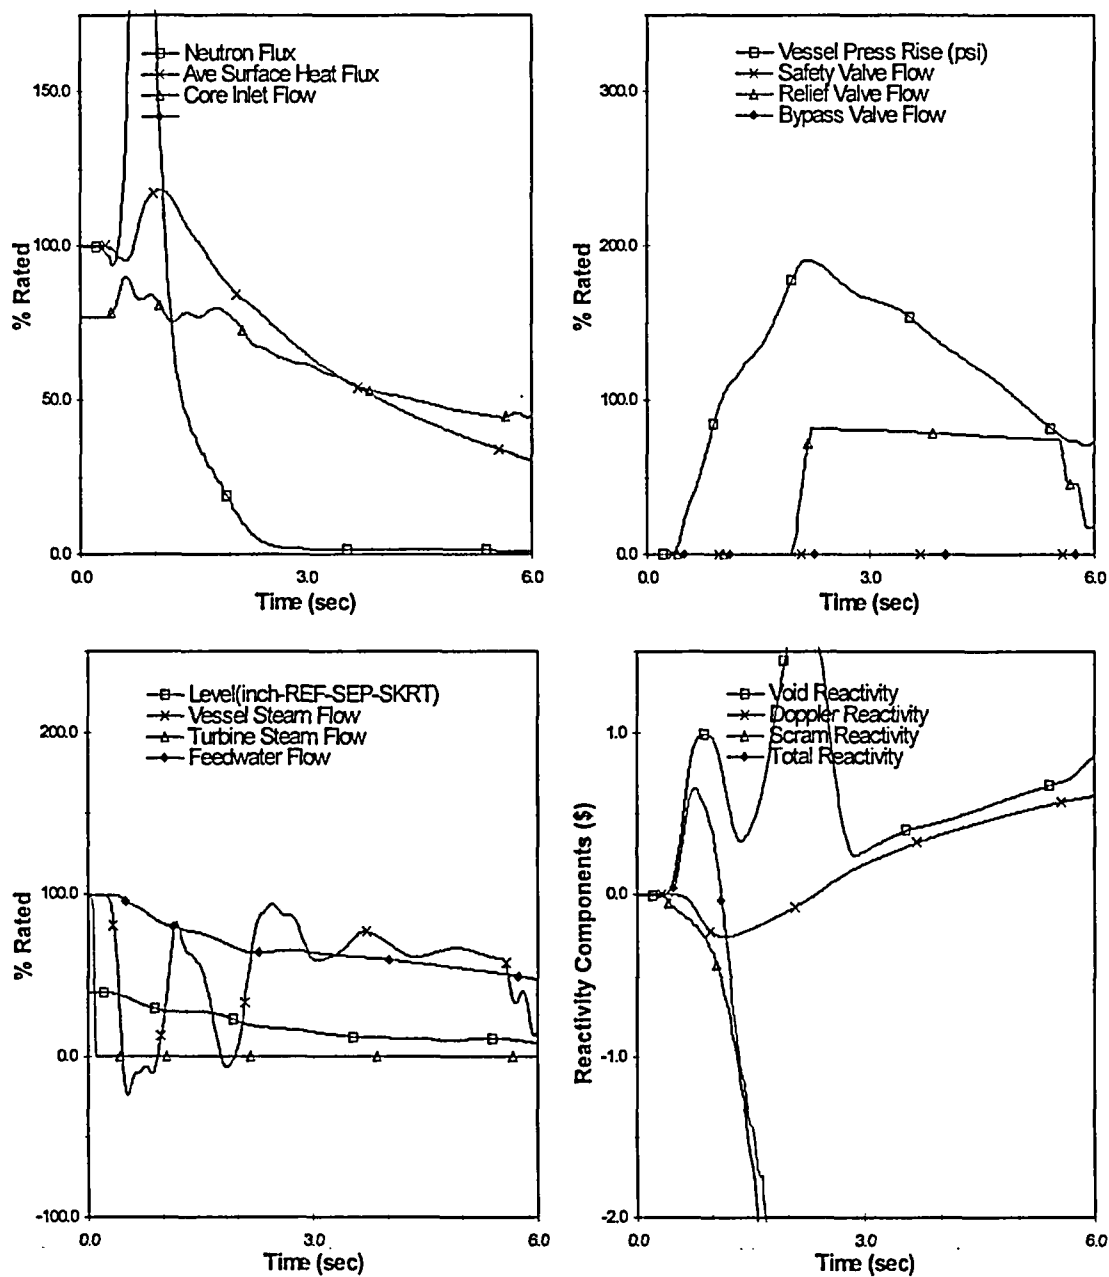 Neutron Flux
Ave Surface Heat Flux
Core Inlet Flow
150.0
100.0
50.0
0.0
% Rated
0.0
3.0
6.0
Time (sec)
Vessel Press Rise (psi)
Safety Valve Flow
Relief Valve Flow
Bypass Valve Flow
300.0
200.0
100.0
0.0
% Rated
0.0
3.0
6.0
Time (sec)
Level(inch-REF-SEP-SKRT)
Vessel Steam Flow
Turbine Steam Flow
Feedwater Flow
200.0
100.0
0.0
-100.0
% Rated
0.0
3.0
6.0
Time (sec)
Void Reactivity
Doppler Reactivity
Scram Reactivity
Total Reactivity
1.0
0.0
-1.0
-2.0
Reactivity Components ($)
0.0
3.0
6.0
Time (sec)